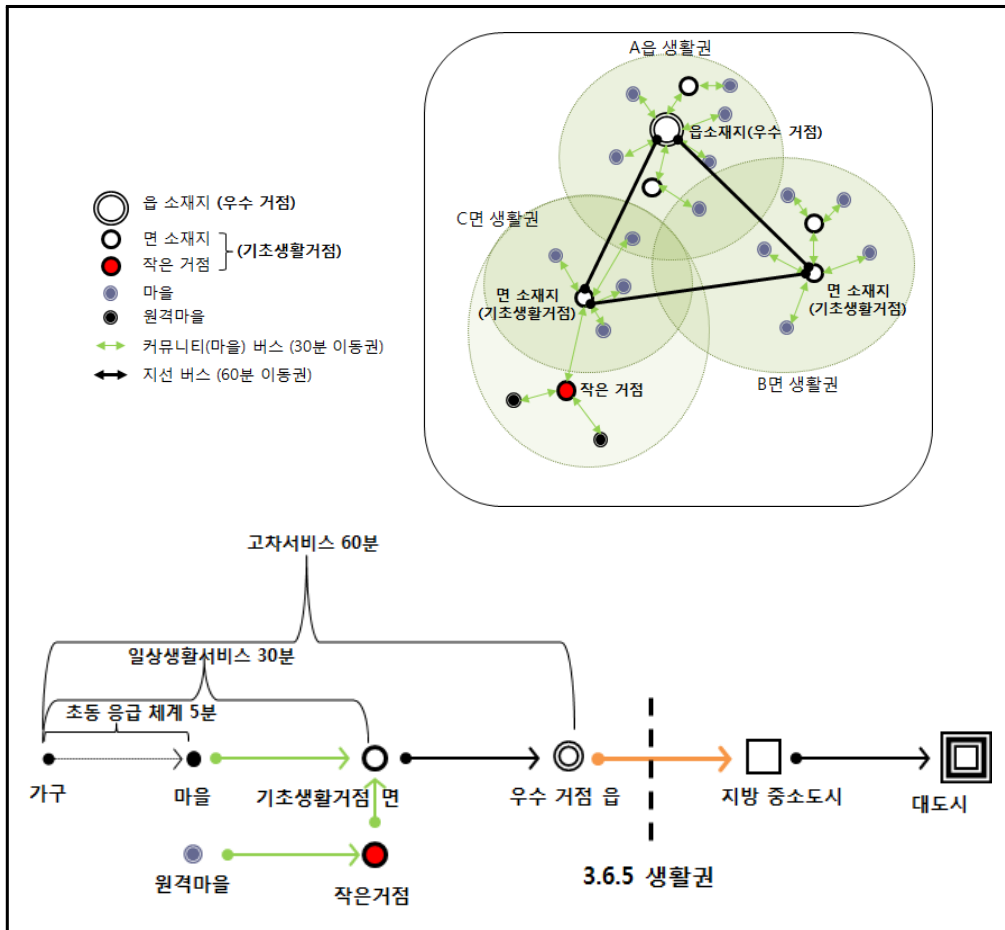 A읍 생활권
읍소재지(우수 거점)
읍 소재지 (우수 거점)
면 소재지
(기초생활거점)
작은 거점
마을
원격마을
커뮤니티(마을) 버스 (30분 이동권)
지선 버스 (60분 이동권)
C면 생활권
면 소재지
(기초생활거점)
면 소재지
(기초생활거점)
작은 거점
B면 생활권
고차서비스 60분
일상생활서비스 30분
초동 응급 체계 5분
가구
마을
기초생활거점 면
우수 거점 읍
지방 중소도시
대도시
원격마을
작은거점
3.6.5 생활권